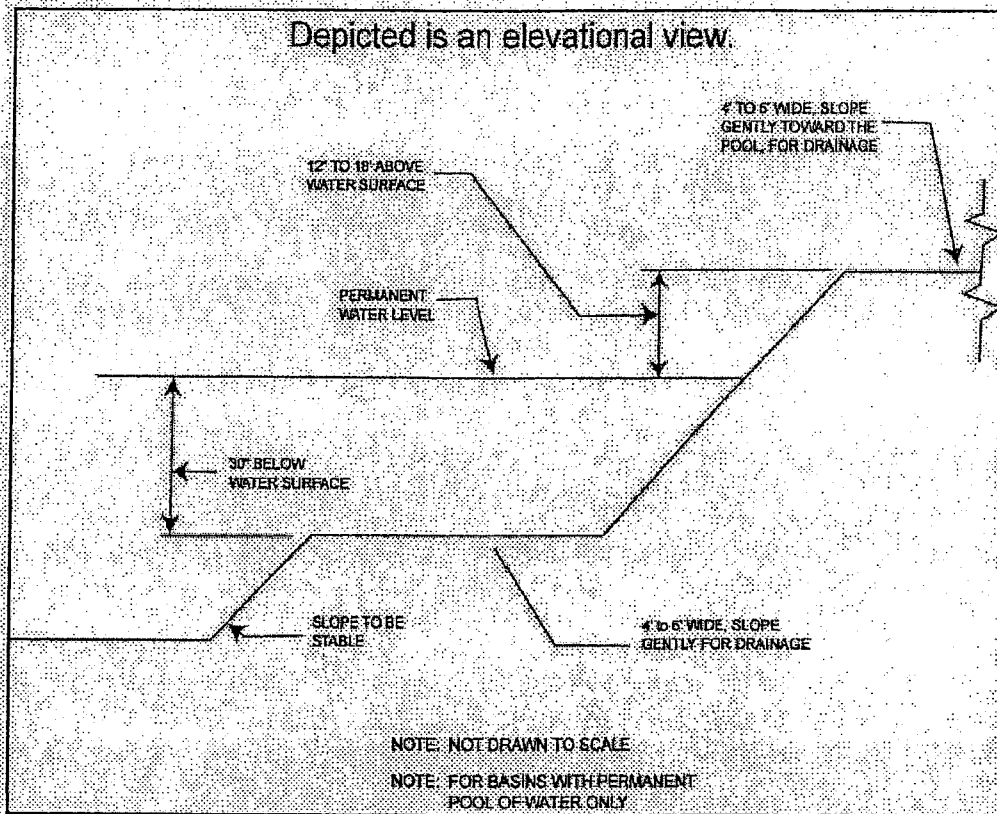 Depicted is an elevational view.
4' TO 6' WIDE, SLOPE
GENTLY TOWARD THE
POOL, FOR DRAINAGE
12" TO 18" ABOVE
WATER SURFACE
PERMANENT
WATER LEVEL
30" BELOW
WATER SURFACE
SLOPE TO BE
STABLE
4' to 6' WIDE, SLOPE
GENTLY FOR DRAINAGE
NOTE: NOT DRAWN TO SCALE
NOTE: FOR BASINS WITH PERMANENT
POOL OF WATER ONLY